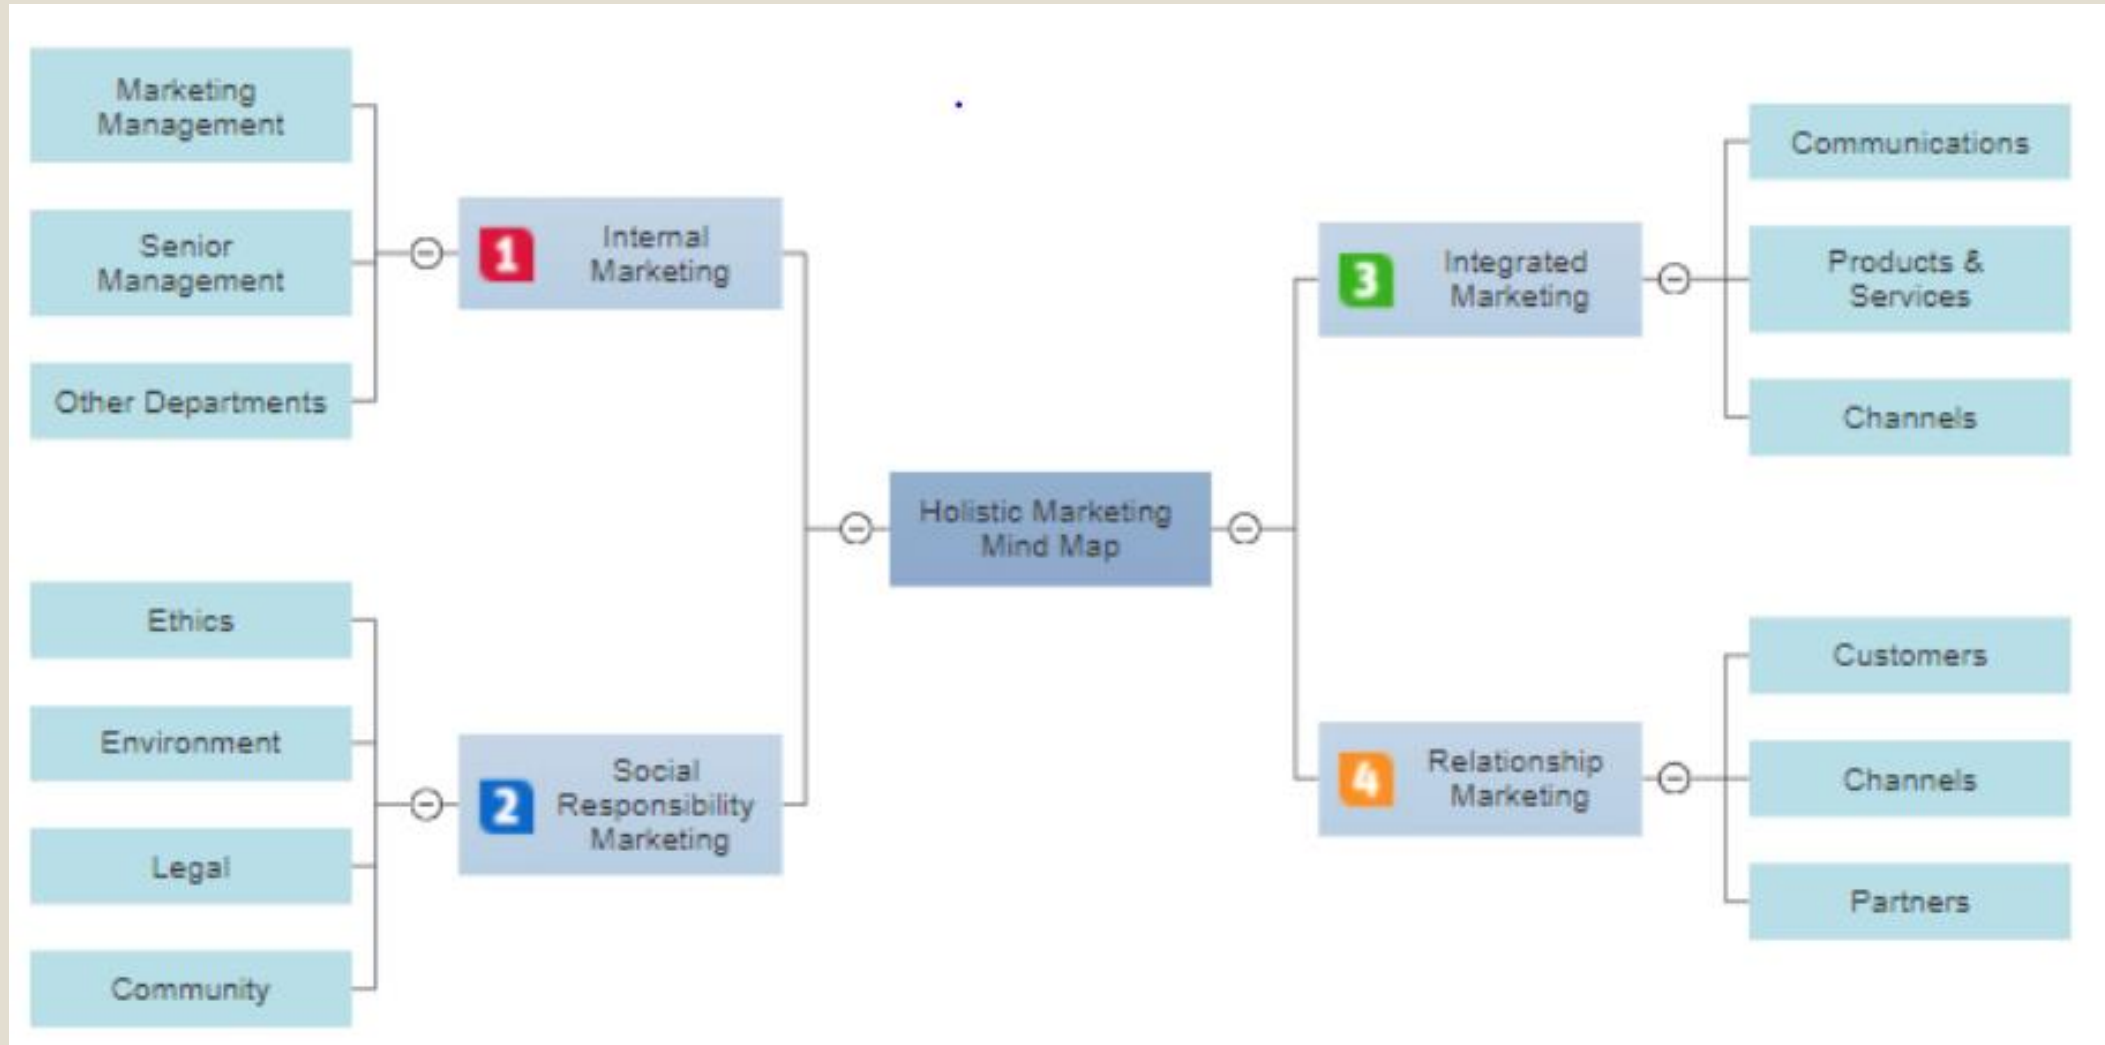 Marketing
Management
Senior
Management
Other Departments
1
Internal
Marketing
Ethics
Environment
Legal
Community
2
Social
Responsibility
Marketing
Holistic Marketing
Mind Map
3
Integrated
Marketing
Communications
Products &
Services
Channels
4
Relationship
Marketing
Customers
Channels
Partners